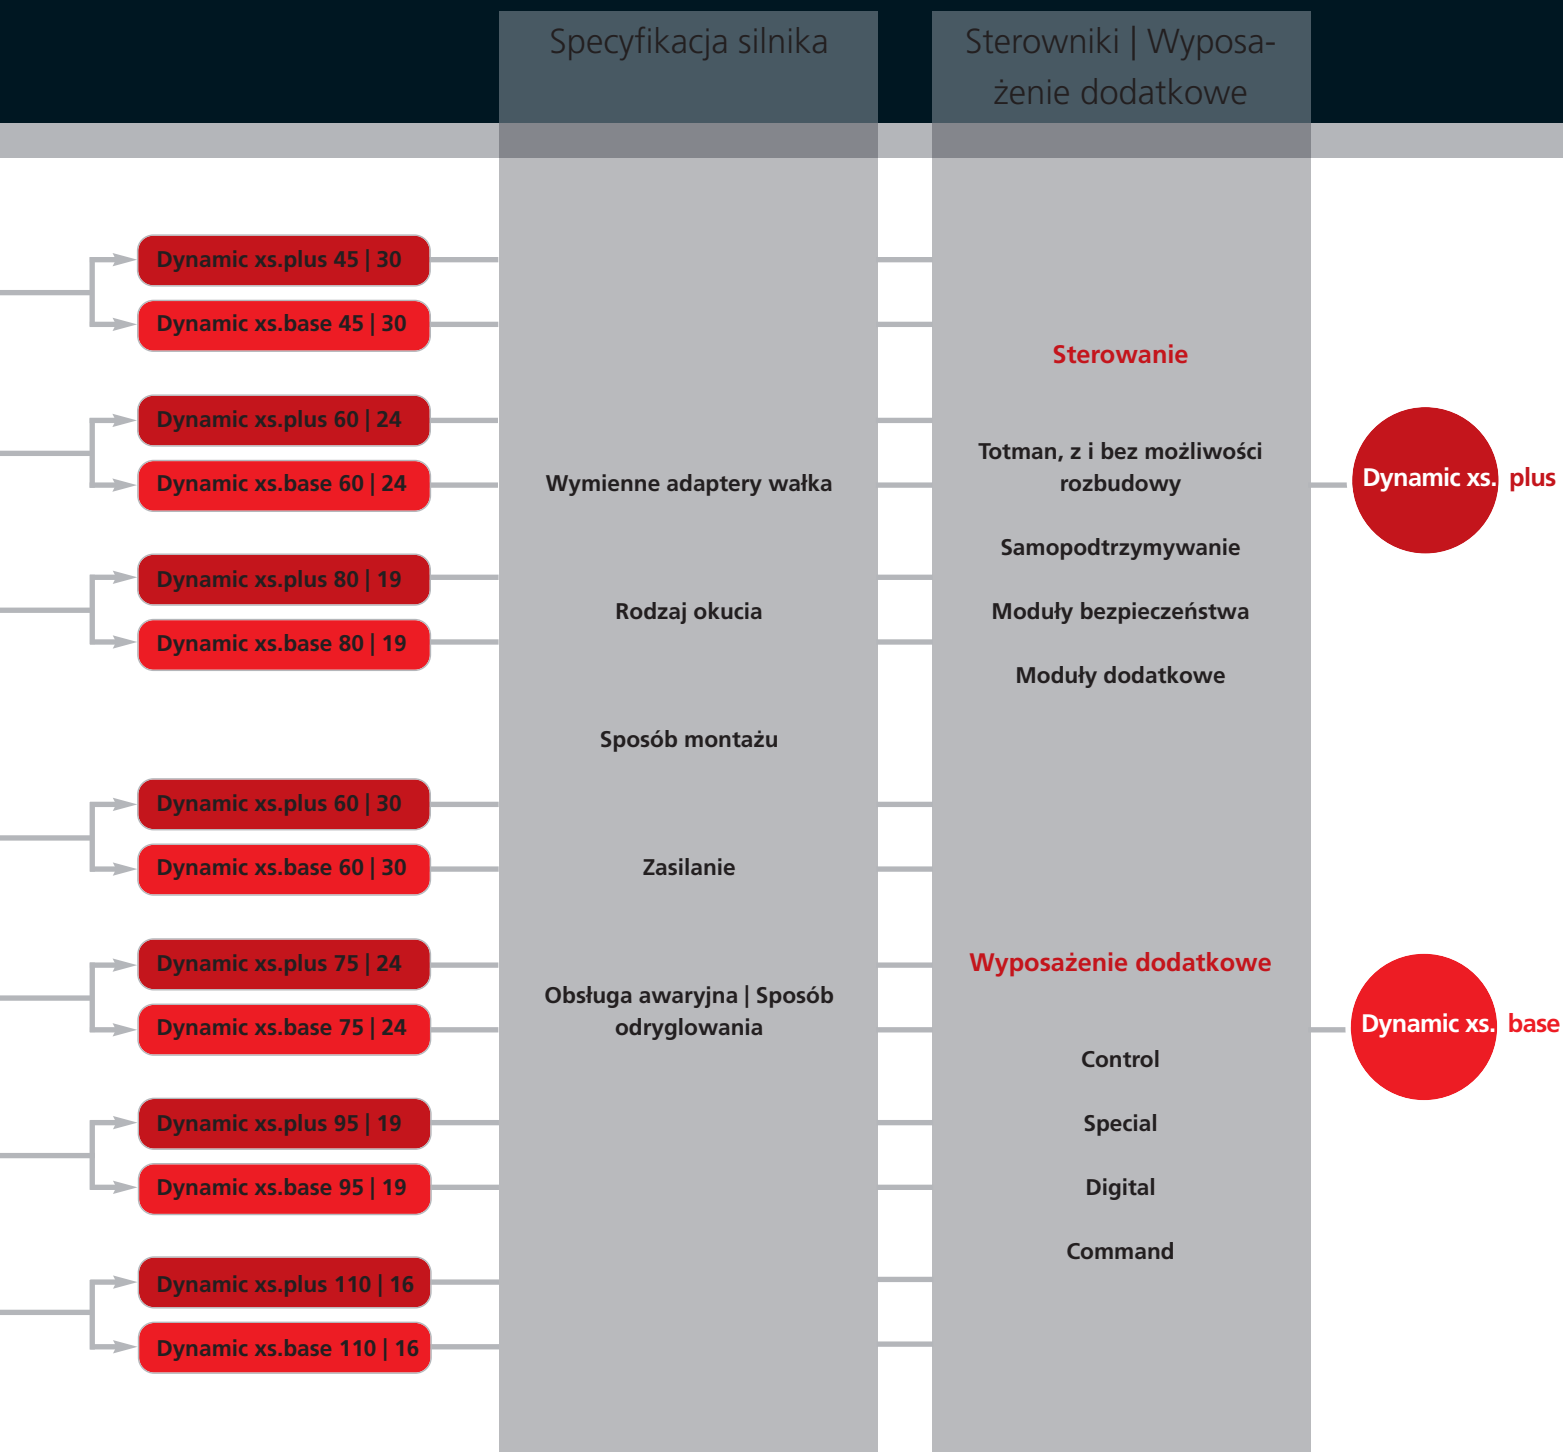 Specyfikacja silnika
Sterowniki | Wyposa-
żenie dodatkowe
Dynamic xs.plus 45 | 30
Dynamic xs.base 45 | 30
Dynamic xs.plus 60 | 24
Dynamic xs.base 60 | 24
Dynamic xs.plus 80 | 19
Dynamic xs.base 80 | 19
Dynamic xs.plus 60 | 30
Dynamic xs.base 60 | 30
Dynamic xs.plus 75 | 24
Dynamic xs.base 75 | 24
Dynamic xs.plus 95 | 19
Dynamic xs.base 95 | 19
Dynamic xs.plus 110 | 16
Dynamic xs.base 110 | 16
Wymienne adaptery wałka
Rodzaj okucia
Sposób montażu
Zasilanie
Obsługa awaryjna | Sposób
odryglowania
Sterowanie
Totman, z i bez możliwości
rozbudowy
Samopodtrzymywanie
Moduły bezpieczeństwa
Moduły dodatkowe
Wyposażenie dodatkowe
Control
Special
Digital
Command
Dynamic xs. plus
Dynamic xs. base